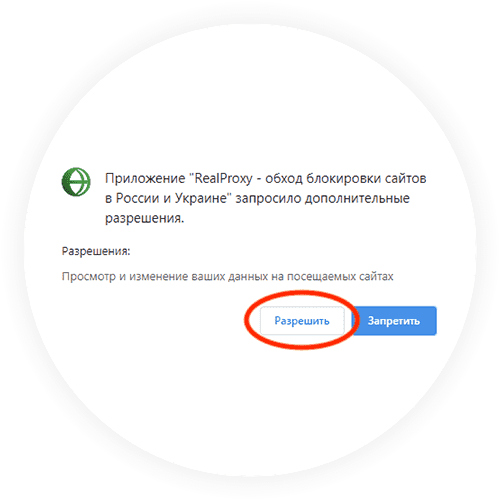 Приложение "RealProxy - обход блокировки сайтов
в России и Украине" запросило дополнительные
разрешения.
Разрешения:
Просмотр и изменение ваших данных на посещаемых сайтах
Разрешить Запретить